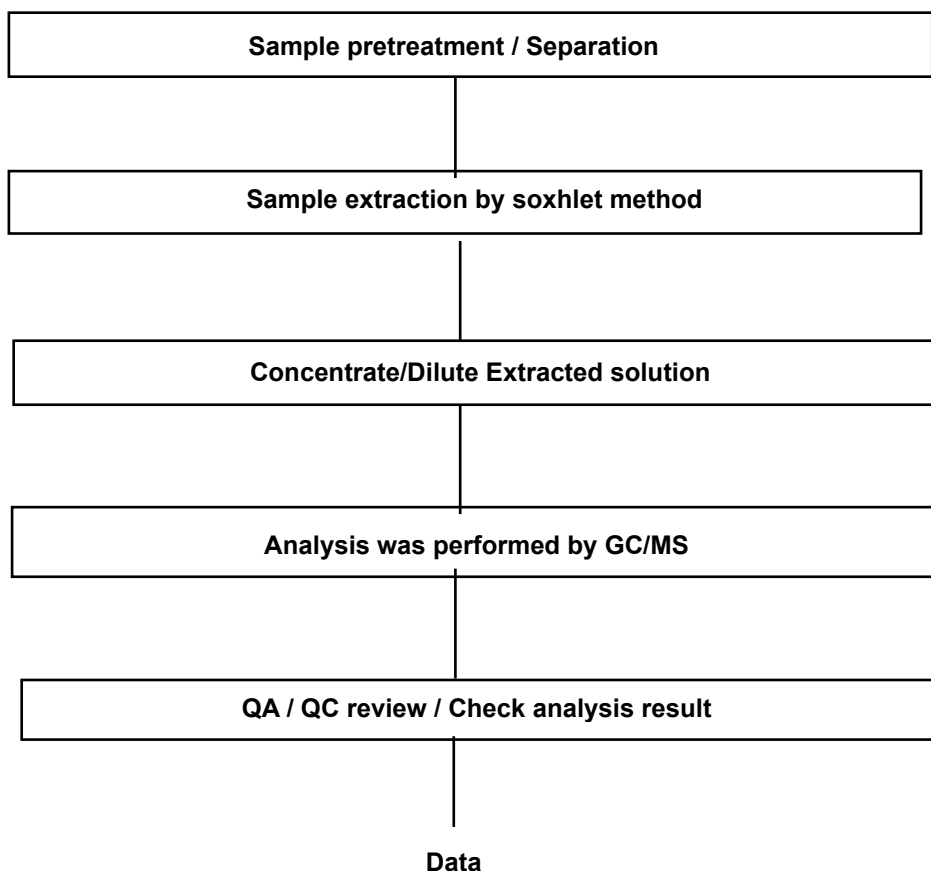 Sample pretreatment / Separation
Sample extraction by soxhlet method
Concentrate/Dilute Extracted solution
Analysis was performed by GC/MS
QA / QC review / Check analysis result
Data